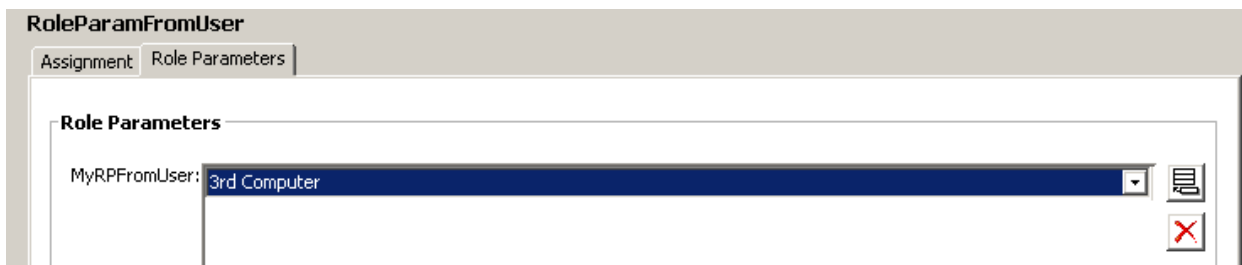 RoleParamFromUser
Assignment Role Parameters
Role Parameters
MyRPFromUser: 3rd Computer